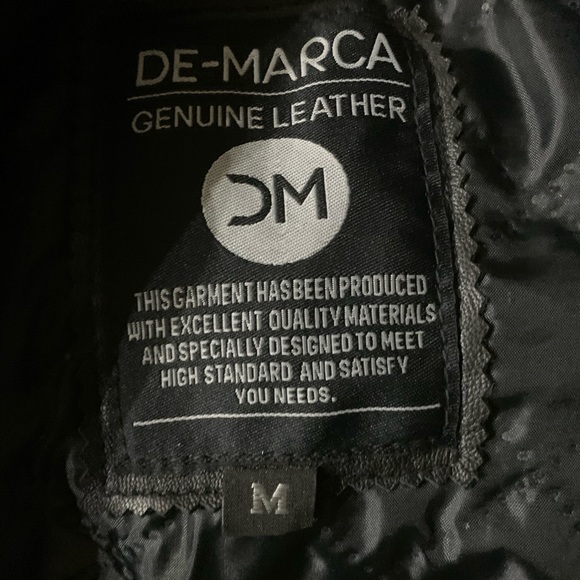 DE-MARCA
GENUINE LEATHER
DM
THIS GARMENT HAS BEEN PRODUCED
WITH EXCELLENT QUALITY MATERIALS
AND SPECIALLY DESIGNED TO MEET
HIGH STANDARD AND SATISFY
YOU NEEDS.
M